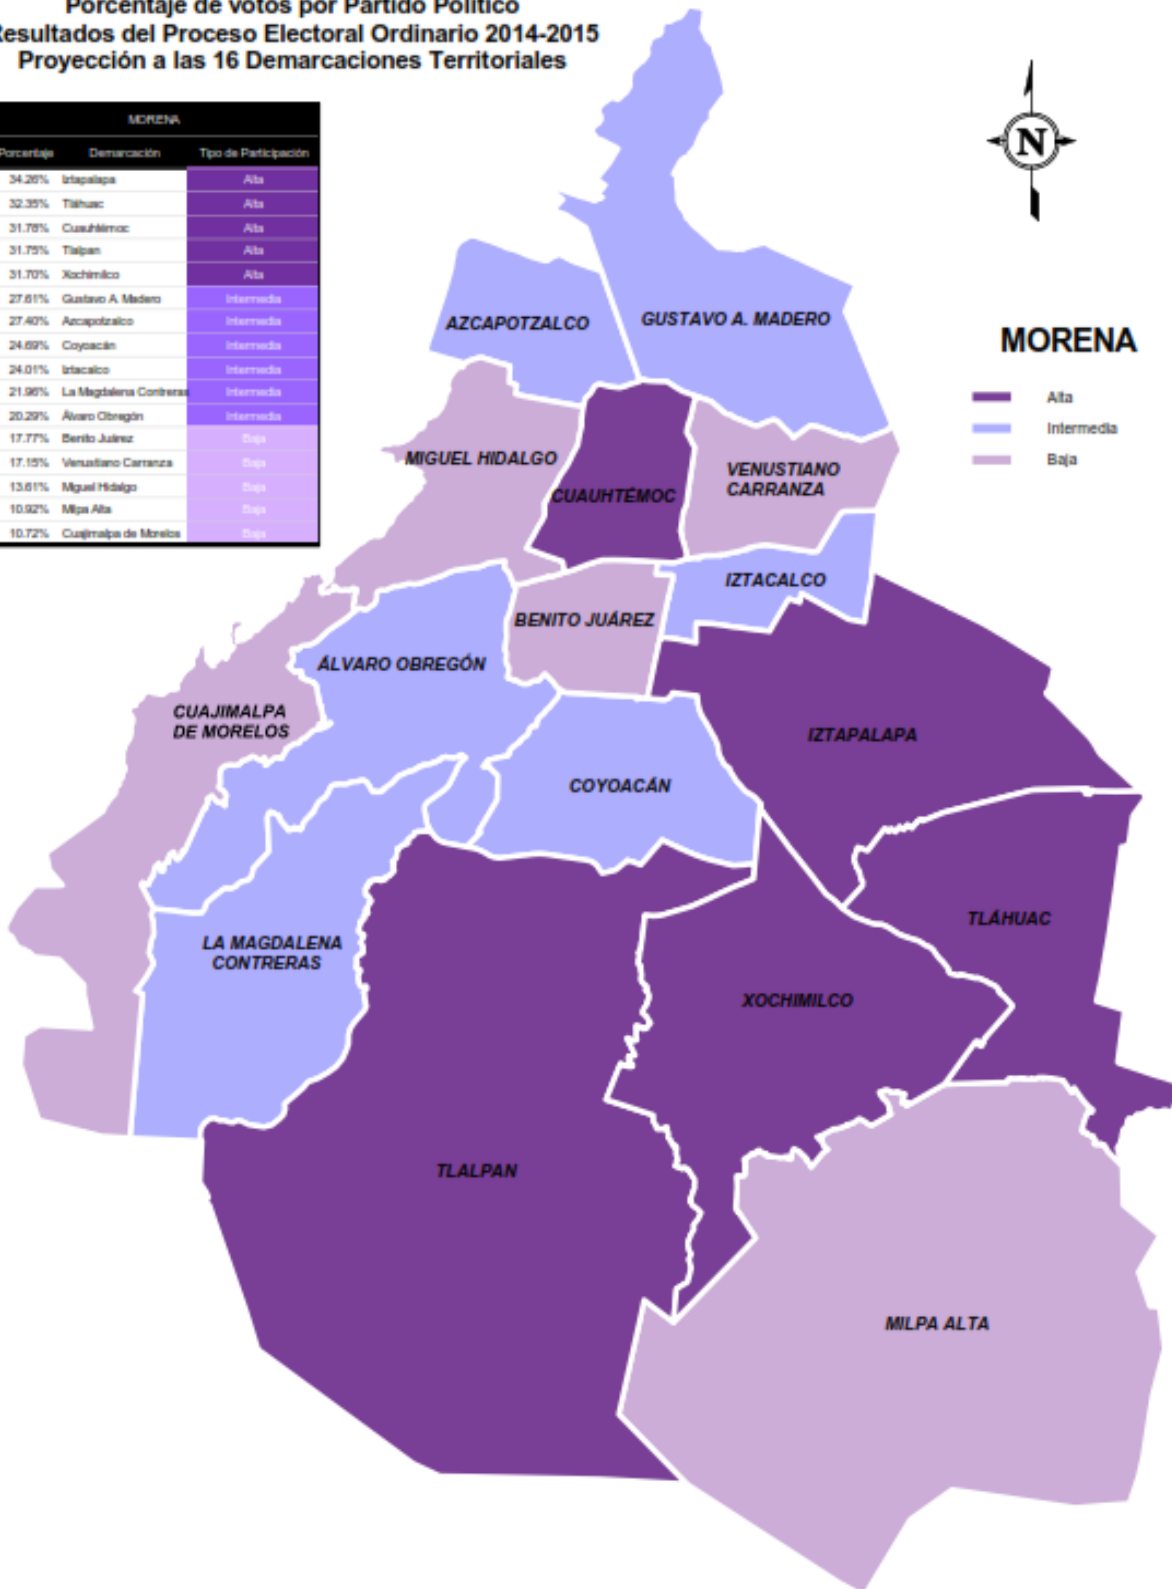 Porcentaje de votos por Partido Político
Resultados del Proceso Electoral Ordinario 2014-2015
Proyección a las 16 Demarcaciones Territoriales
MORENA
Porcentaje Demarcación Tipo de Participación
34.26% Iztapalapa Alta
32.35% Tláhuac Alta
31.78% Cuauhtémoc Alta
31.75% Tlalpan Alta
31.70% Xochimilco Alta
27.61% Gustavo A. Madero Intermedia
27.40% Azcapotzalco Intermedia
24.69% Coyoacán Intermedia
24.01% Iztacalco Intermedia
21.96% La Magdalena Contreras Intermedia
20.29% Álvaro Obregón Intermedia
17.77% Benito Juárez Baja
17.15% Venustiano Carranza Baja
13.61% Miguel Hidalgo Baja
10.92% Milpa Alta Baja
10.72% Cuajimalpa de Morelos Baja
N
MORENA
Alta
Intermedia
Baja
AZCAPOTZALCO
GUSTAVO A. MADERO
MIGUEL HIDALGO
CUAUHTÉMOC
VENUSTIANO
CARRANZA
IZTACALCO
BENITO JUÁREZ
ÁLVARO OBREGÓN
CUAJIMALPA
DE MORELOS
IZTAPALAPA
COYOACÁN
TLÁHUAC
LA MAGDALENA
CONTRERAS
XOCHIMILCO
TLALPAN
MILPA ALTA